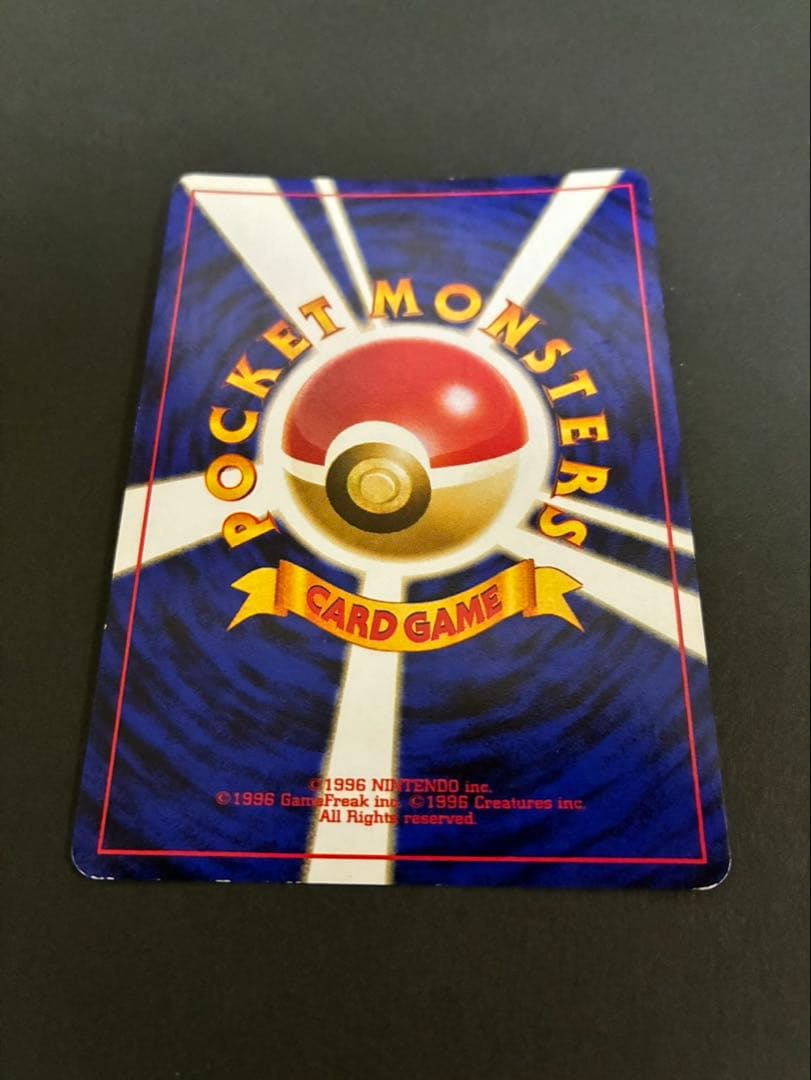 POCKET MONSTERS
CARD GAME
©1996 NINTENDO inc.
©1996 GameFreak inc. ©1996 Creatures inc.
All Rights reserved.